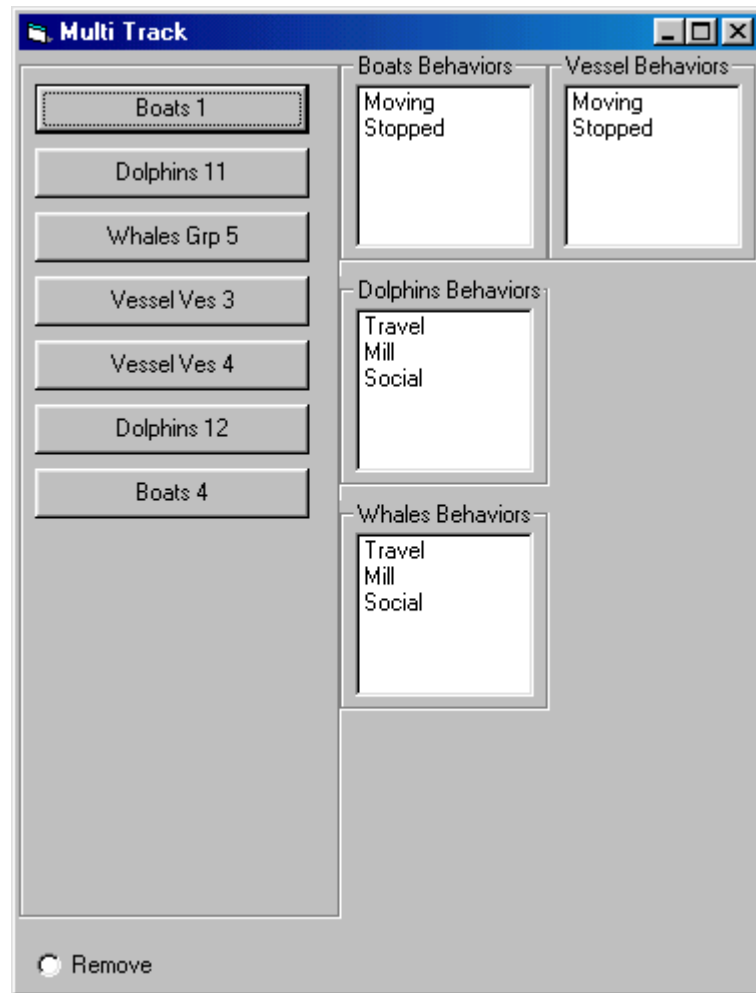 Multi Track
Boats 1
Dolphins 11
Whales Grp 5
Vessel Ves 3
Vessel Ves 4
Dolphins 12
Boats 4
Boats Behaviors
Moving
Stopped
Vessel Behaviors
Moving
Stopped
Dolphins Behaviors
Travel
Mill
Social
Whales Behaviors
Travel
Mill
Social
Remove